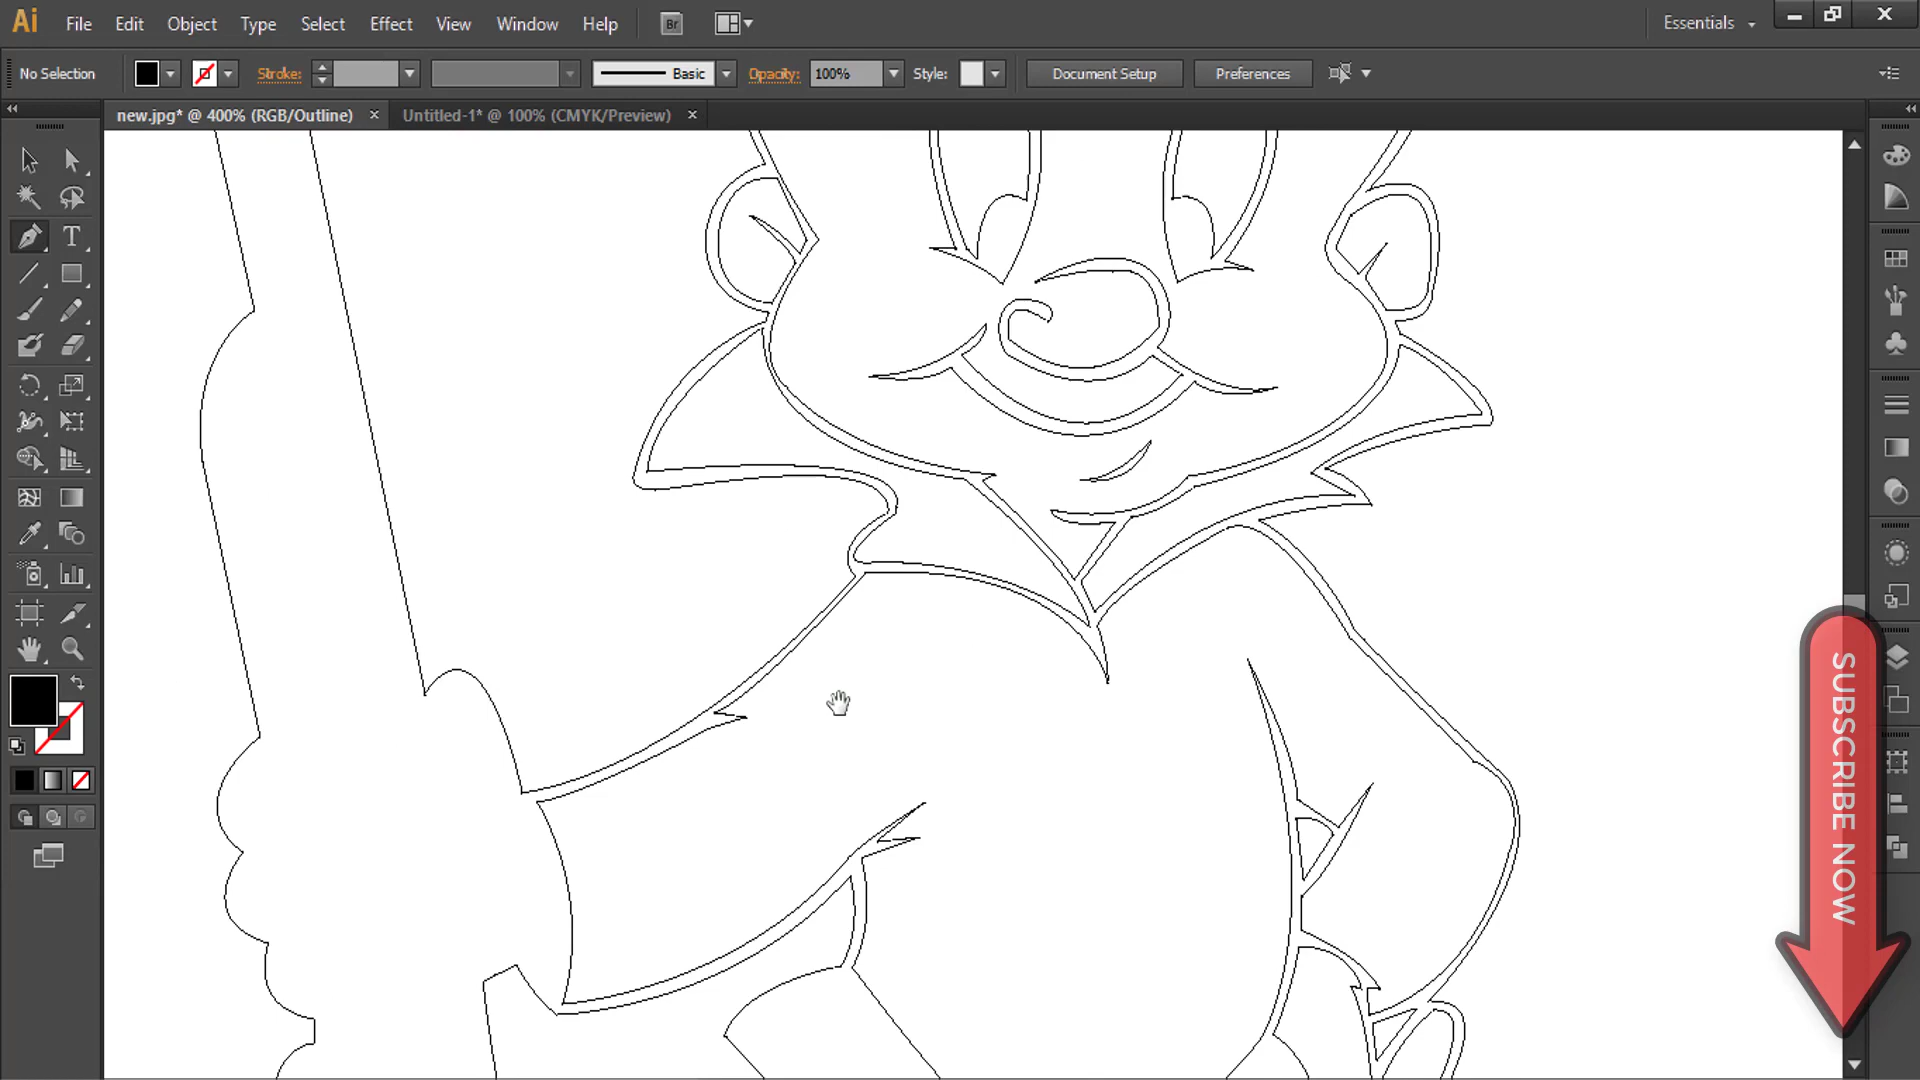 Ai File Edit Object Type Select Effect View Window Help Br Essentials
No Selection Stroke: Basic Opacity: 100% Style: Document Setup Preferences
new.jpg* @ 400% (RGB/Outline) Untitled-1* @ 100% (CMYK/Preview)
T
SUBSCRIBE NOW